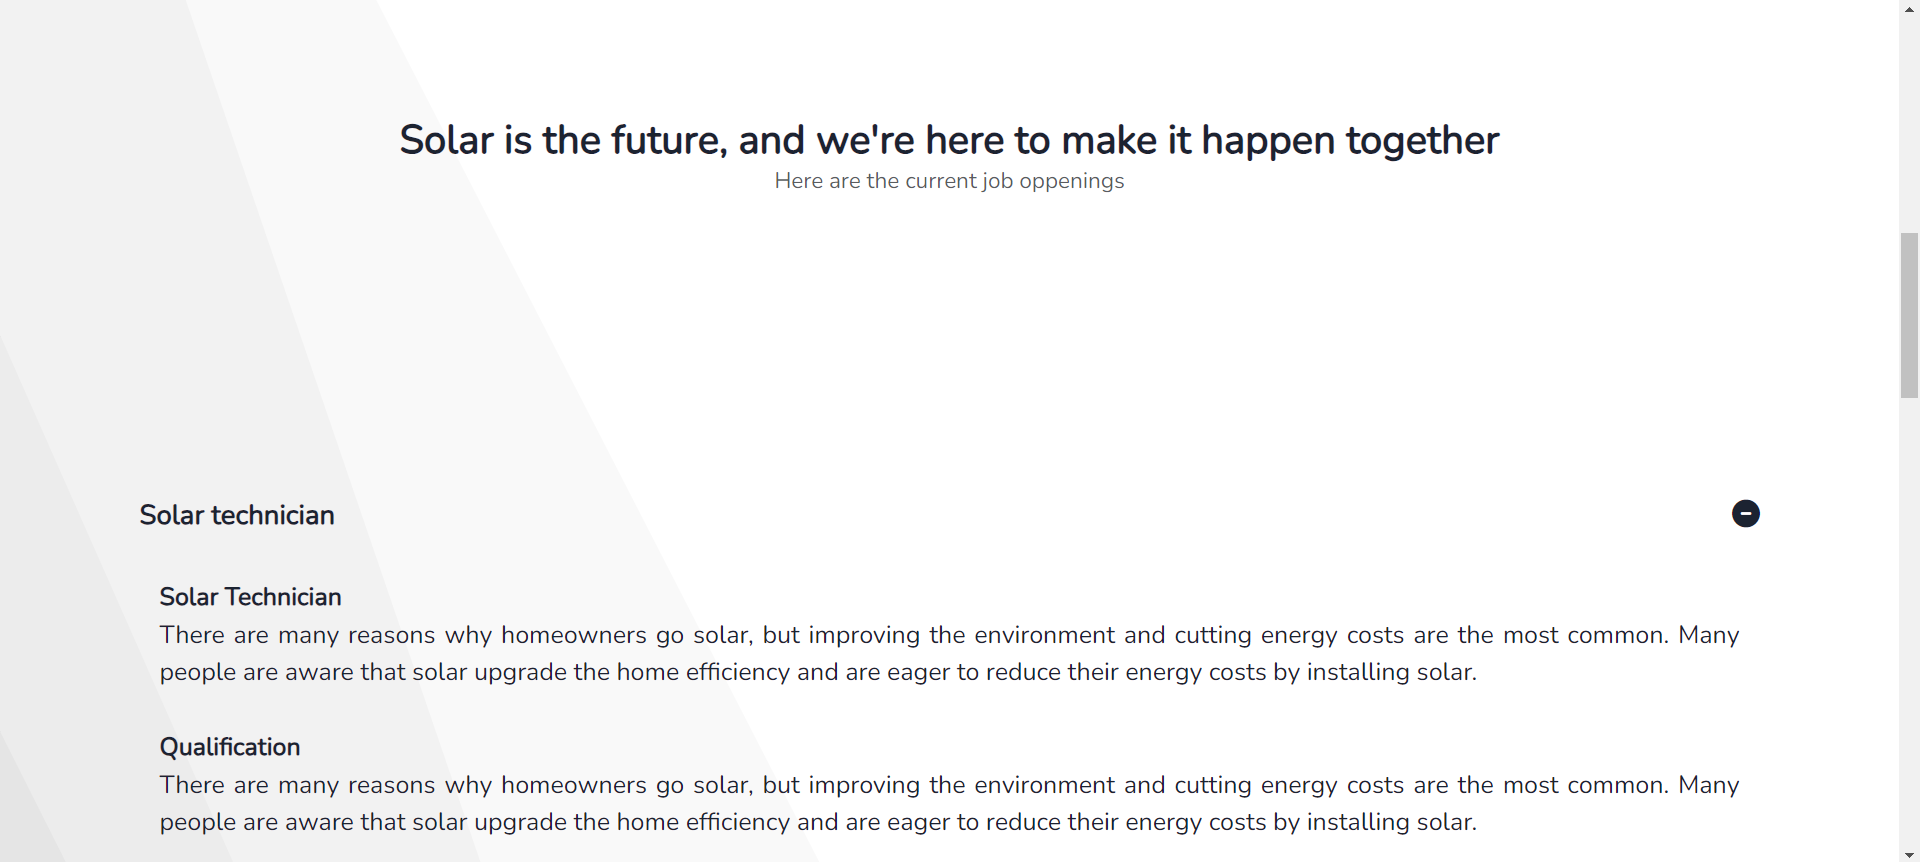 Solar is the future, and we're here to make it happen together
Here are the current job oppenings
Solar technician
Solar Technician
There are many reasons why homeowners go solar, but improving the environment and cutting energy costs are the most common. Many
people are aware that solar upgrade the home efficiency and are eager to reduce their energy costs by installing solar.
Qualification
There are many reasons why homeowners go solar, but improving the environment and cutting energy costs are the most common. Many
people are aware that solar upgrade the home efficiency and are eager to reduce their energy costs by installing solar.